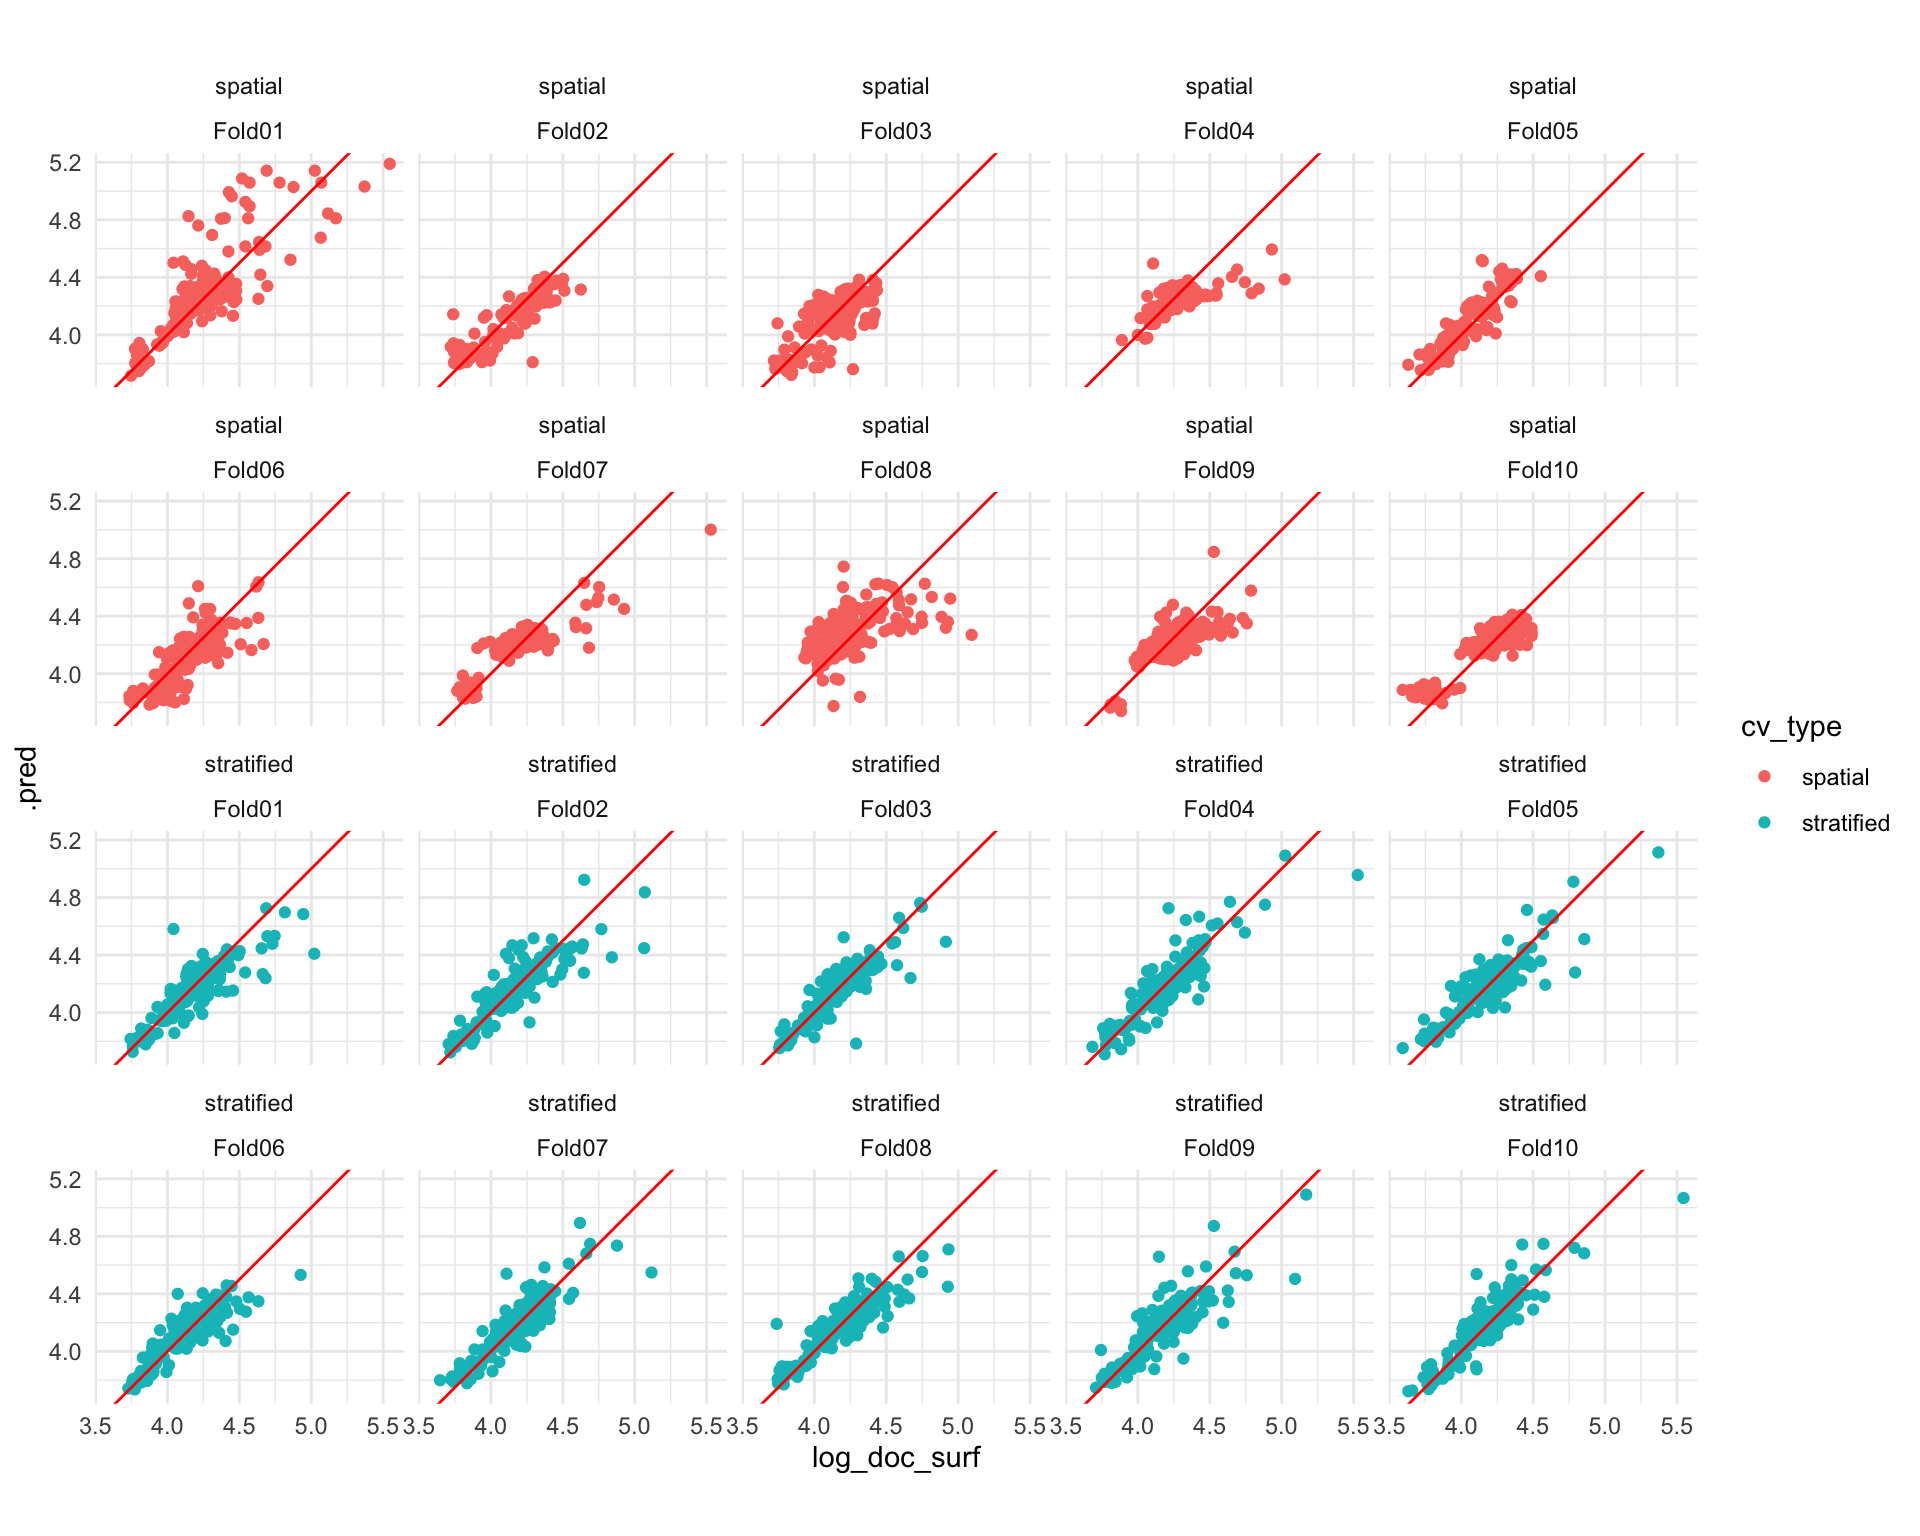 spatial spatial spatial spatial spatial
Fold01 Fold02 Fold03 Fold04 Fold05
5.2
4.8
4.4
4.0
spatial spatial spatial spatial spatial
Fold06 Fold07 Fold08 Fold09 Fold10
5.2
4.8
4.4
4.0
stratified stratified stratified stratified stratified
Fold01 Fold02 Fold03 Fold04 Fold05
5.2
4.8
4.4
4.0
stratified stratified stratified stratified stratified
Fold06 Fold07 Fold08 Fold09 Fold10
5.2
4.8
4.4
4.0
3.5 4.0 4.5 5.0 5.5 3.5 4.0 4.5 5.0 5.5 3.5 4.0 4.5 5.0 5.5 3.5 4.0 4.5 5.0 5.5 3.5 4.0 4.5 5.0 5.5
log_doc_surf
.pred
cv_type
spatial
stratified